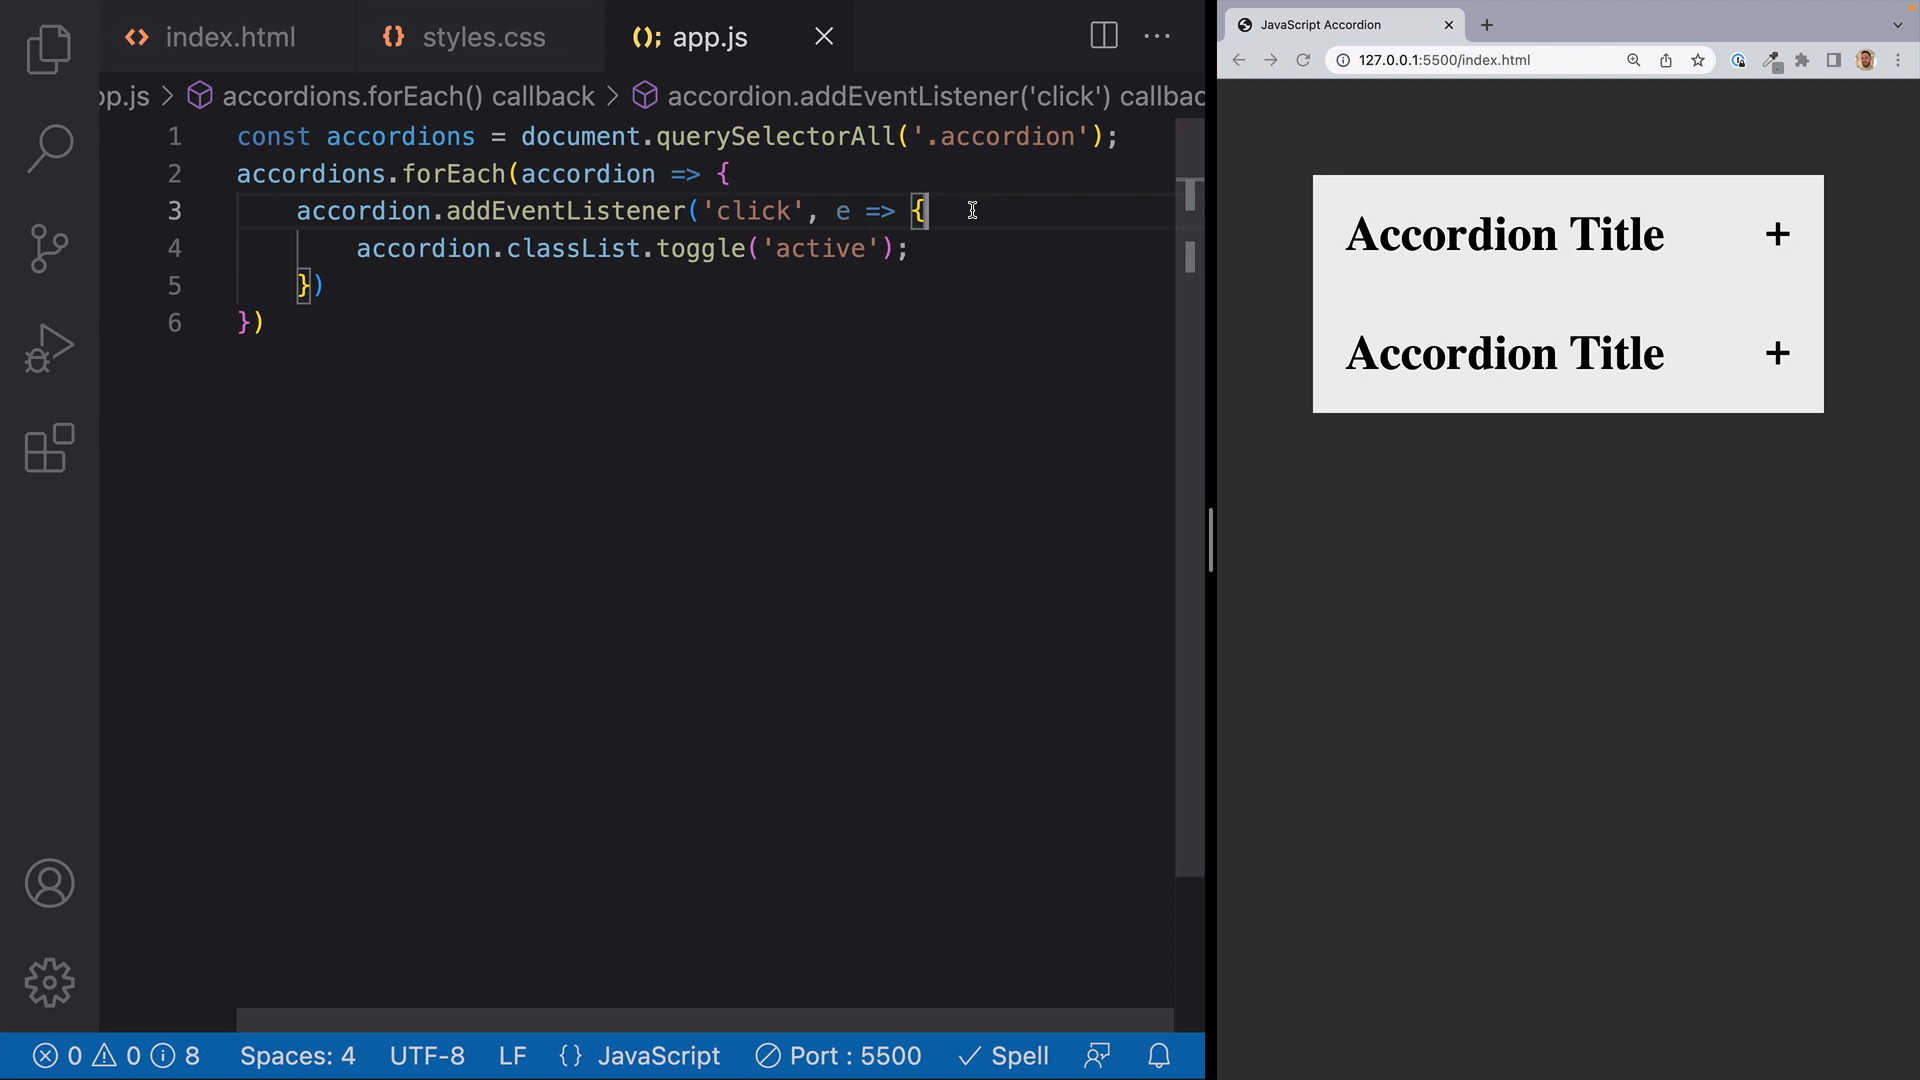 index.html
styles.css
(); app.js
pp.js > accordions.forEach() callback > accordion.addEventListener('click') callbac
1 const accordions = document.querySelectorAll('.accordion');
2 accordions.forEach(accordion => {
3 accordion.addEventListener('click', e => {
4 accordion.classList.toggle('active');
5 })
6 })
0 0 8 Spaces: 4 UTF-8 LF {} JavaScript Port : 5500 Spell
JavaScript Accordion
127.0.0.1:5500/index.html
Accordion Title +
Accordion Title +